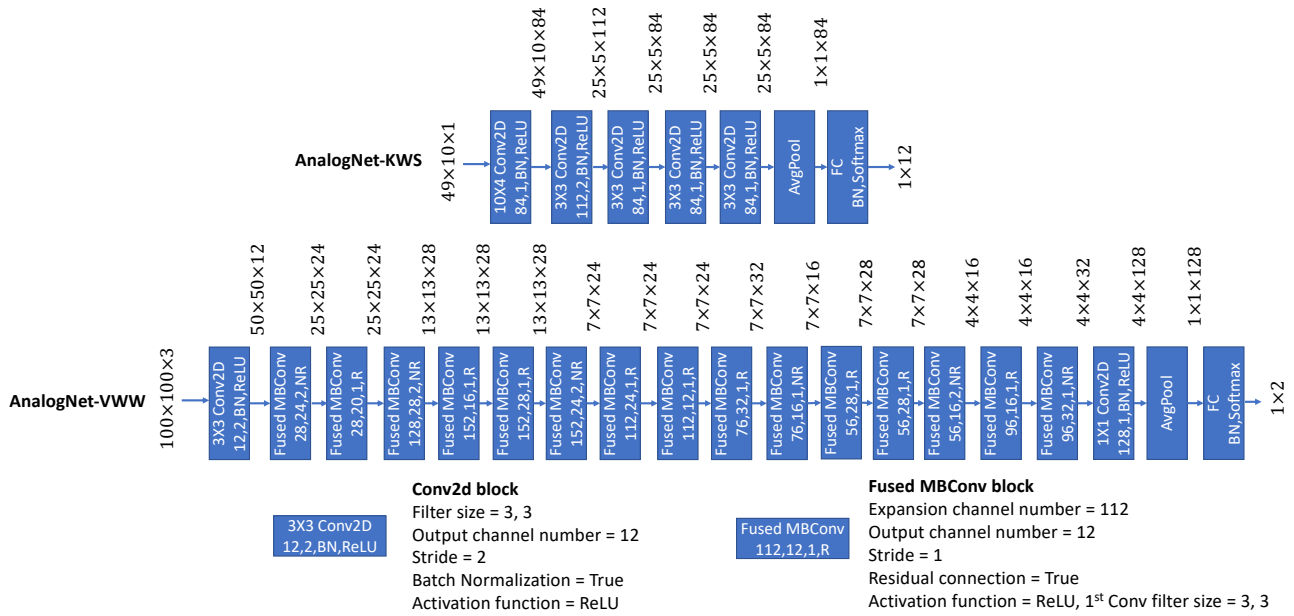 49×10×84
25×5×112
25×5×84
25×5×84
25×5×84
1×1×84
AnalogNet-KWS
49×10×1
10X4 Conv2D
84,1,BN,ReLU
3X3 Conv2D
112,2,BN,ReLU
3X3 Conv2D
84,1,BN,ReLU
3X3 Conv2D
84,1,BN,ReLU
3X3 Conv2D
84,1,BN,ReLU
AvgPool
FC
BN,Softmax
1×12
50×50×12
25×25×24
25×25×24
13×13×28
13×13×28
13×13×28
7×7×24
7×7×24
7×7×24
7×7×32
7×7×16
7×7×28
7×7×28
4×4×16
4×4×16
4×4×32
4×4×128
1×1×128
AnalogNet-VWW
100×100×3
3X3 Conv2D
12,2,BN,ReLU
Fused MBConv
28,24,2,NR
Fused MBConv
28,20,1,R
Fused MBConv
128,28,2,NR
Fused MBConv
152,16,1,R
Fused MBConv
152,28,1,R
Fused MBConv
152,24,2,NR
Fused MBConv
112,24,1,R
Fused MBConv
112,12,1,R
Fused MBConv
76,32,1,R
Fused MBConv
76,16,1,NR
Fused MBConv
56,28,1,R
Fused MBConv
56,28,1,R
Fused MBConv
56,16,2,NR
Fused MBConv
96,16,1,R
Fused MBConv
96,32,1,NR
1X1 Conv2D
128,1,BN,ReLU
AvgPool
FC
BN,Softmax
1×2
3X3 Conv2D
12,2,BN,ReLU
Conv2d block
Filter size = 3, 3
Output channel number = 12
Stride = 2
Batch Normalization = True
Activation function = ReLU
Fused MBConv
112,12,1,R
Fused MBConv block
Expansion channel number = 112
Output channel number = 12
Stride = 1
Residual connection = True
Activation function = ReLU, 1st Conv filter size = 3, 3